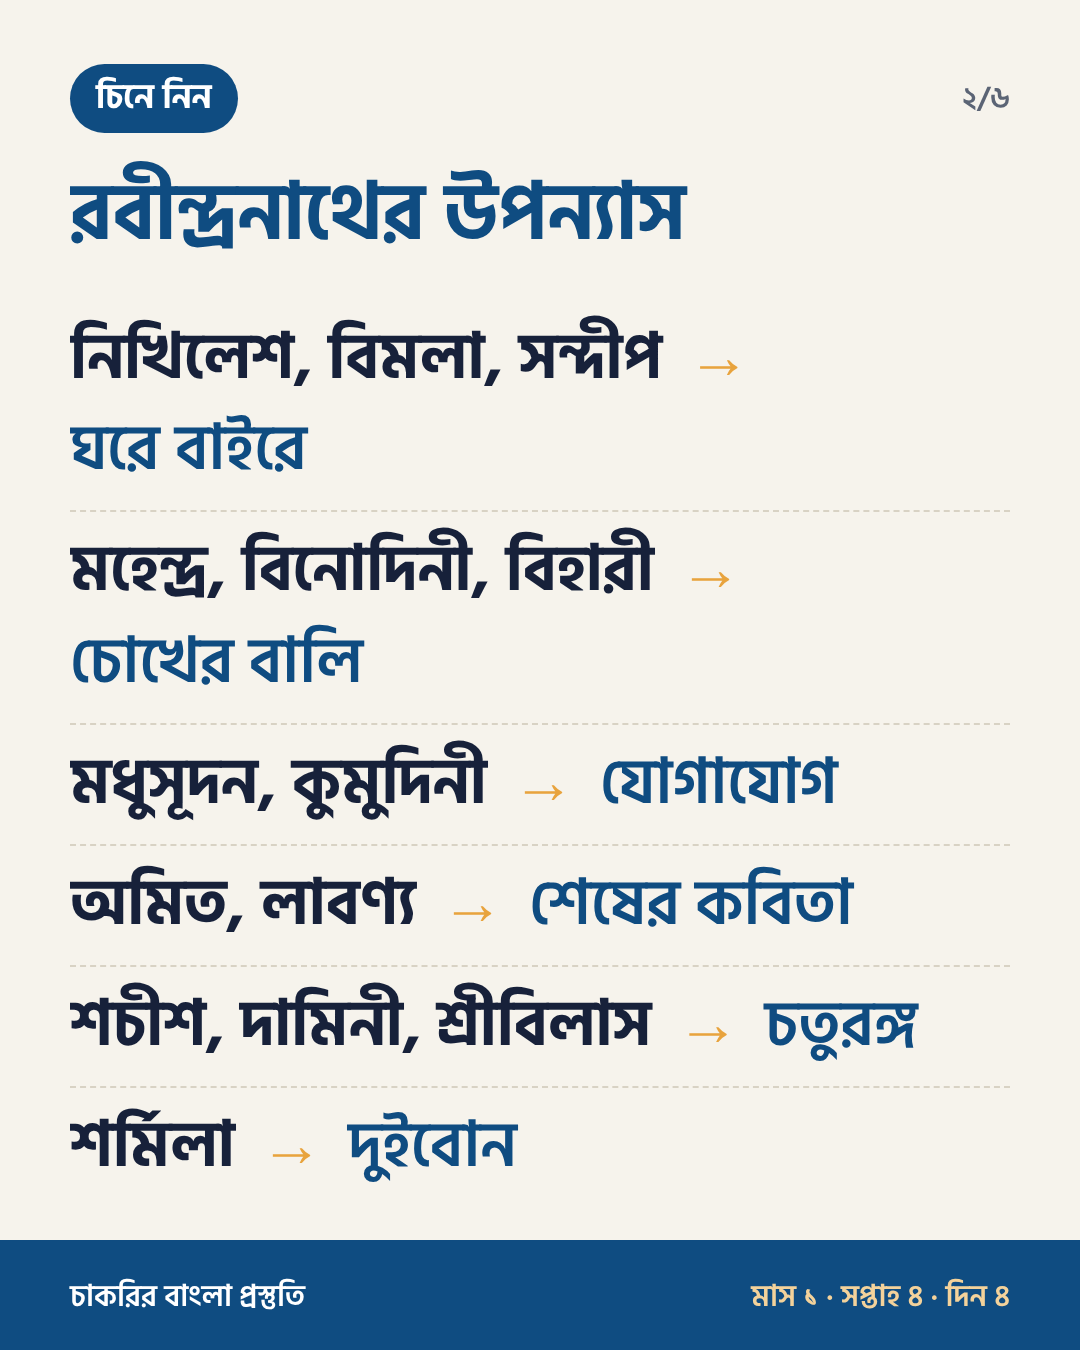 চিনে নিন
২/৬
রবীন্দ্রনাথের উপন্যাস
নিখিলেশ, বিমলা, সন্দীপ →
ঘরে বাইরে
মহেন্দ্র, বিনোদিনী, বিহারী →
চোখের বালি
মধুসূদন, কুমুদিনী → যোগাযোগ
অমিত, লাবণ্য → শেষের কবিতা
শচীশ, দামিনী, শ্রীবিলাস → চতুরঙ্গ
শর্মিলা → দুইবোন
চাকরির বাংলা প্রস্তুতি
মাস ১ · সপ্তাহ ৪ · দিন ৪